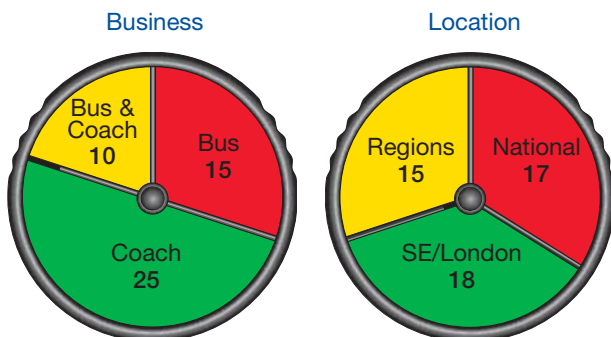 Business
Bus &
Coach
10
Bus
15
Coach
25
Location
Regions
15
National
17
SE/London
18